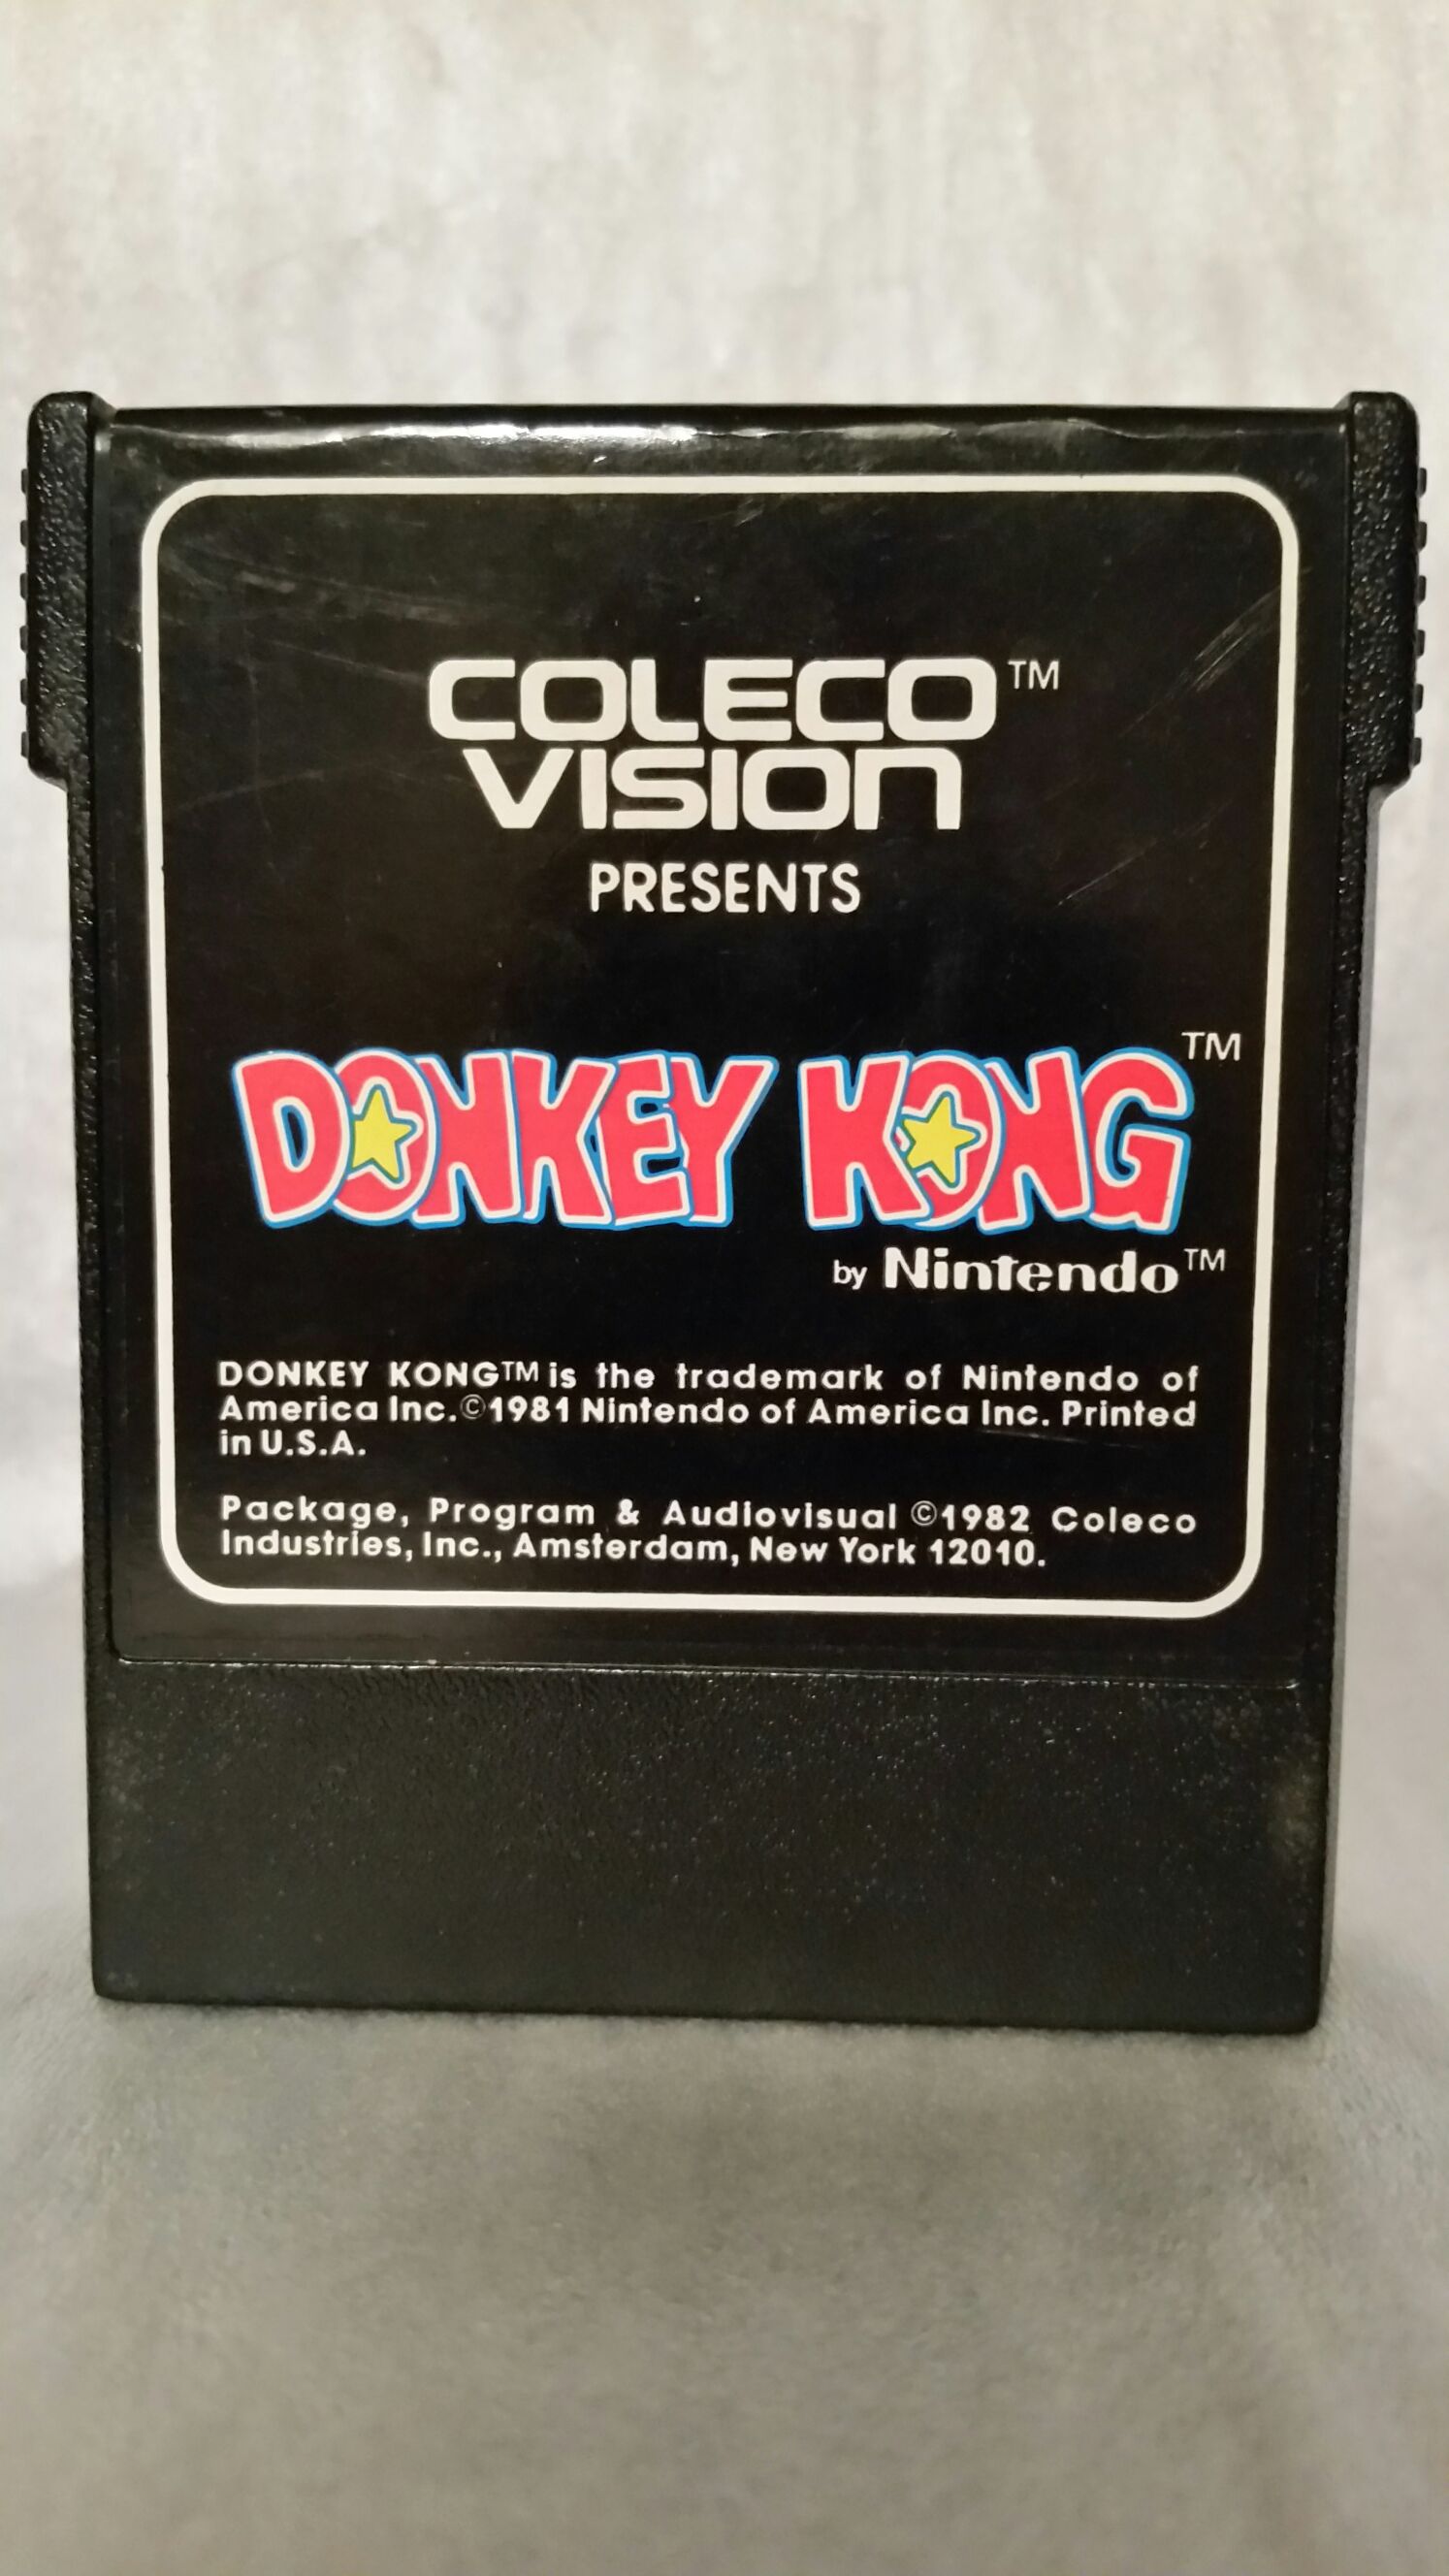 COLECO™
VISION
PRESENTS
DONKEY KONG™
by Nintendo™
DONKEY KONG™ is the trademark of Nintendo of
America Inc.©1981 Nintendo of America Inc. Printed
in U.S.A.
Package, Program & Audiovisual ©1982 Coleco
Industries, Inc., Amsterdam, New York 12010.